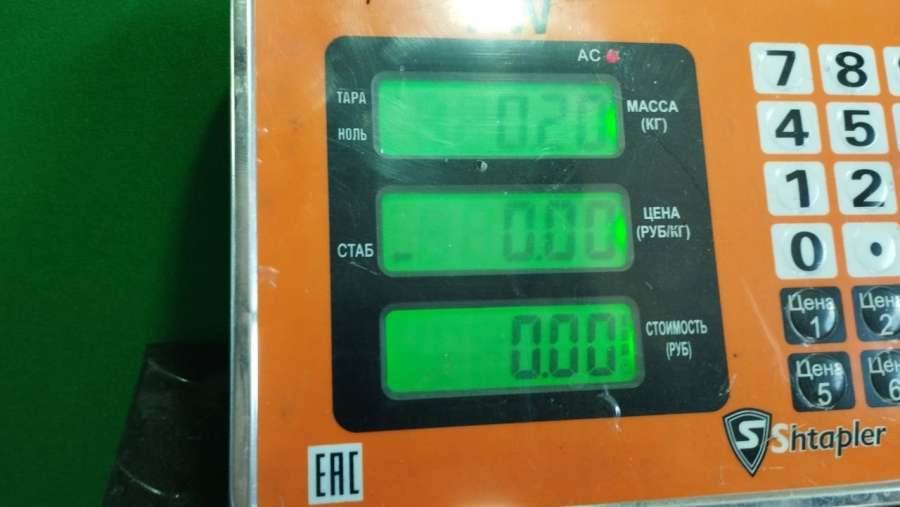 AC
ТАРА
НОЛЬ
0.20
МАССА
(КГ)
СТАБ
0.00
ЦЕНА
(РУБ/КГ)
0.00
СТОИМОСТЬ
(РУБ)
7 8
4 5
1 2
0 .
Цена 1
Цена 2
Цена 5
S Shtapler
EAC